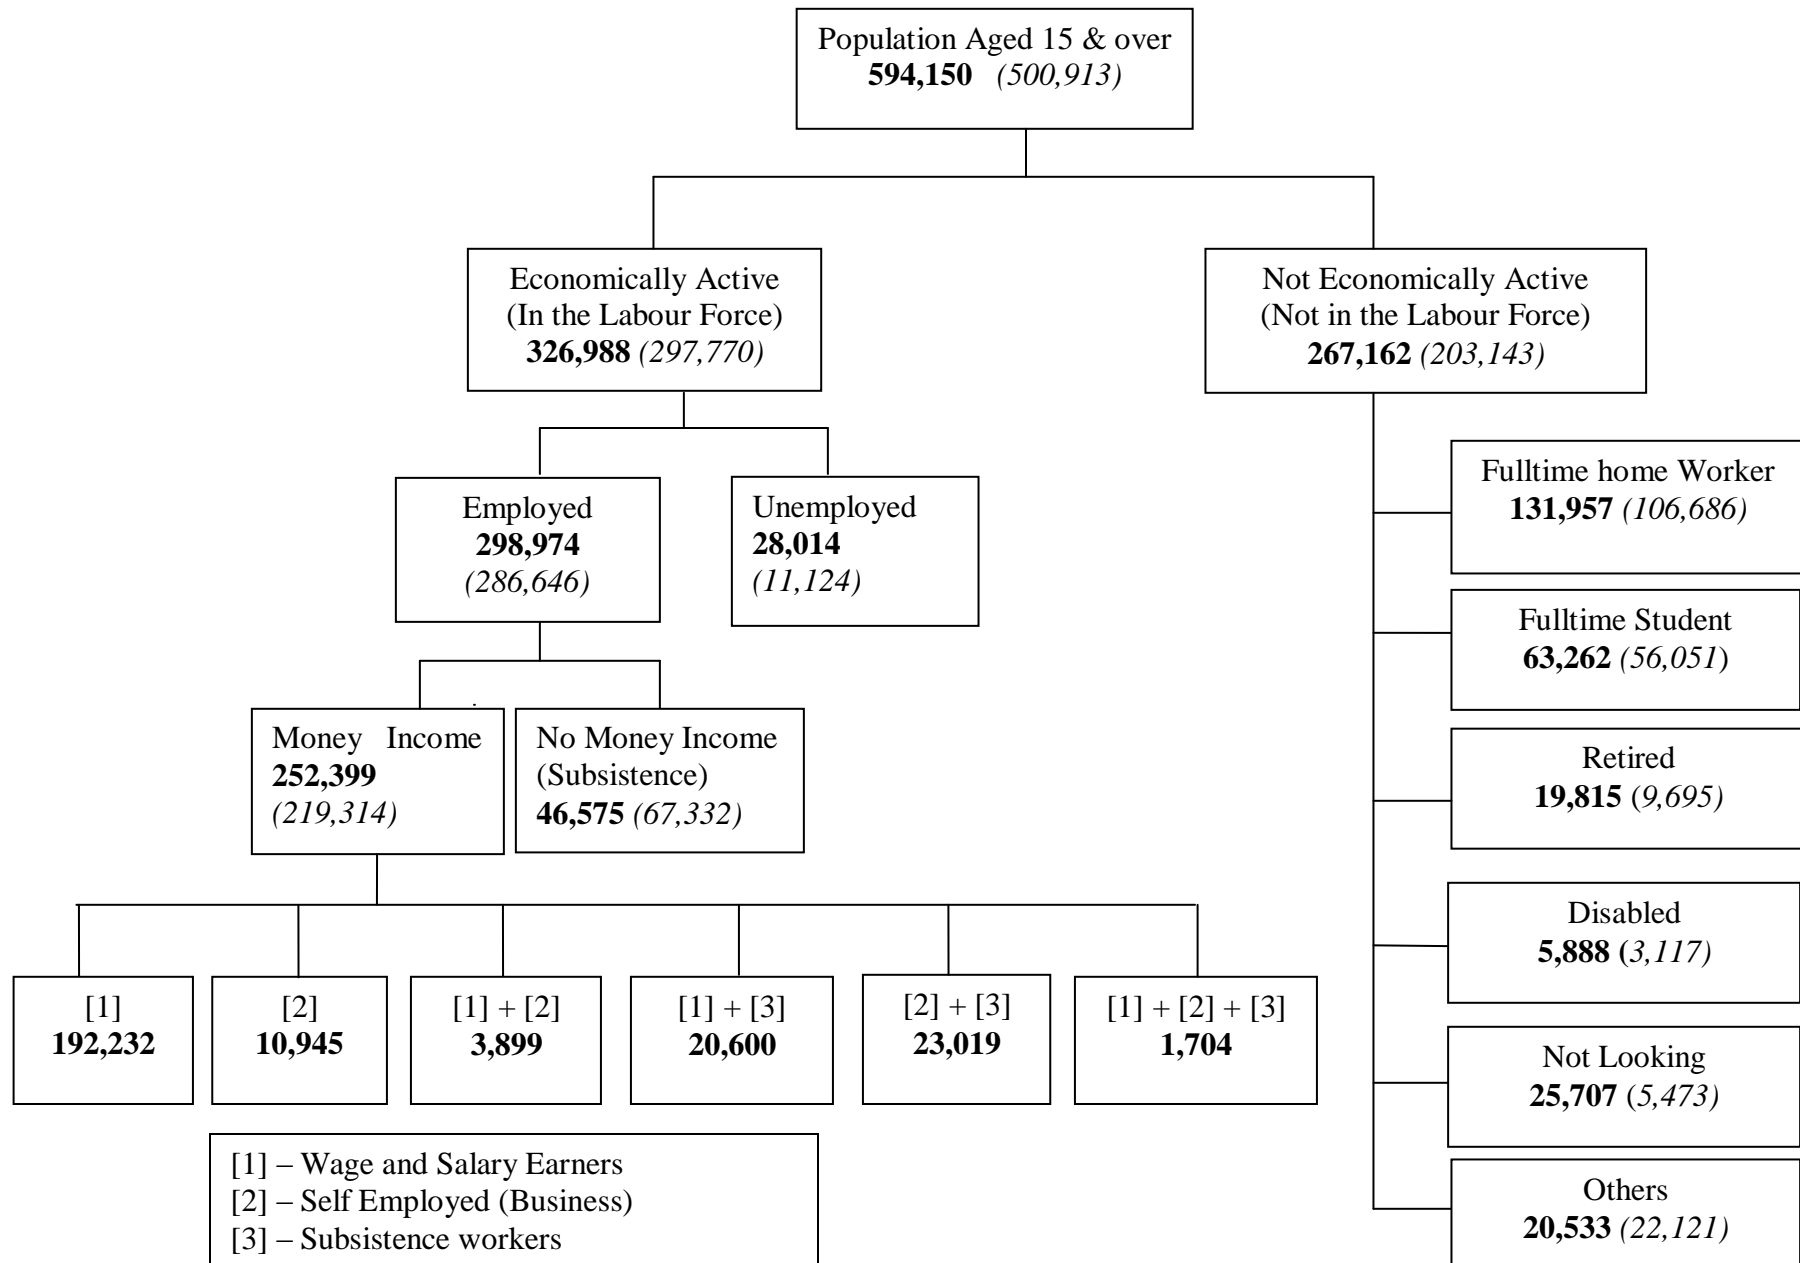 Population Aged 15 & over
594,150 (500,913)
Economically Active
(In the Labour Force)
326,988 (297,770)
Not Economically Active
(Not in the Labour Force)
267,162 (203,143)
Employed
298,974
(286,646)
Unemployed
28,014
(11,124)
Money Income
252,399
(219,314)
No Money Income
(Subsistence)
46,575 (67,332)
[1]
192,232
[2]
10,945
[1] + [2]
3,899
[1] + [3]
20,600
[2] + [3]
23,019
[1] + [2] + [3]
1,704
[1] – Wage and Salary Earners
[2] – Self Employed (Business)
[3] – Subsistence workers
Fulltime home Worker
131,957 (106,686)
Fulltime Student
63,262 (56,051)
Retired
19,815 (9,695)
Disabled
5,888 (3,117)
Not Looking
25,707 (5,473)
Others
20,533 (22,121)